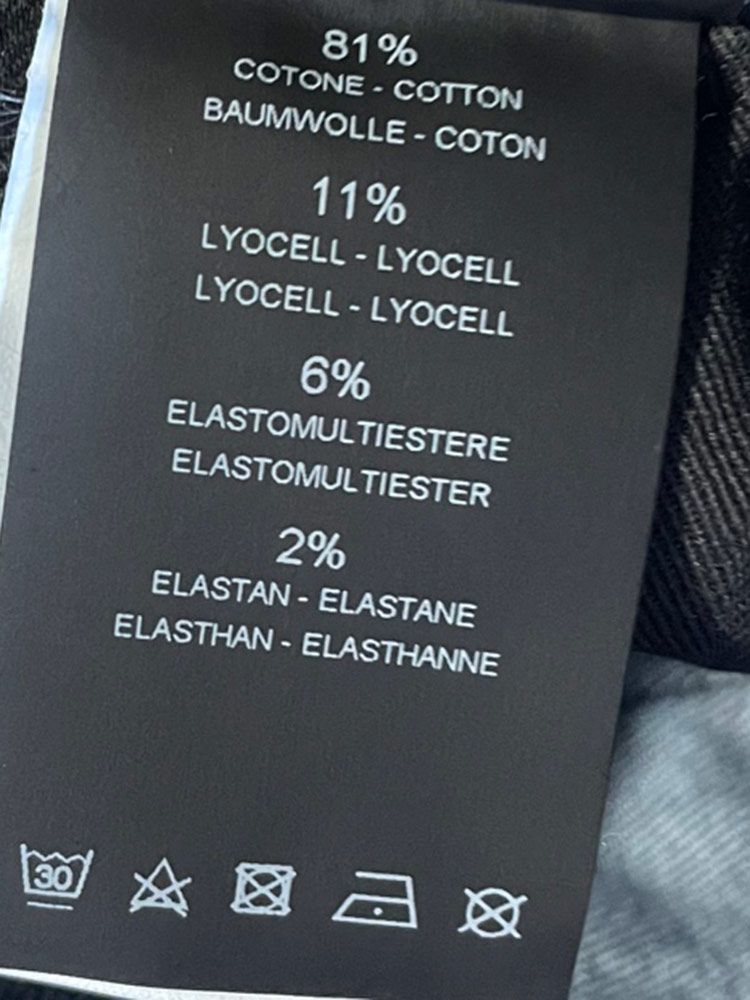 81%
COTONE - COTTON
BAUMWOLLE - COTON
11%
LYOCELL - LYOCELL
LYOCELL - LYOCELL
6%
ELASTOMULTIESTERE
ELASTOMULTIESTER
2%
ELASTAN - ELASTANE
ELASTHAN - ELASTHANNE
30